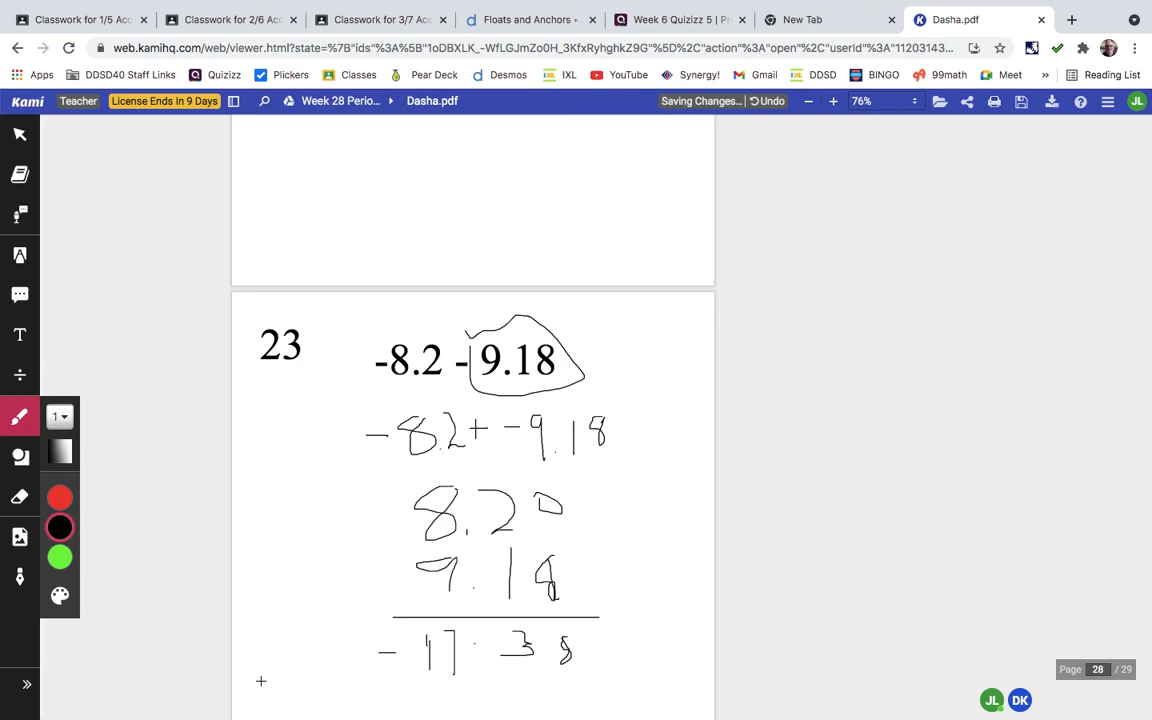 Classwork for 1/5 Acc
Classwork for 2/6 Acc
Classwork for 3/7 Acc
Floats and Anchors •
Week 6 Quizizz 5 | P
New Tab
Dasha.pdf
web.kamihq.com/web/viewer.html?state=%7B"ids"%3A%5B"1oDBXLK_-WfLGJmZo0H_3KfxRyhghkZ9G"%5D%2C"action"%3A"open"%2C"userId"%3A"11203143...
Apps
DDSD40 Staff Links
Quizizz
Plickers
Classes
Pear Deck
Desmos
IXL
YouTube
Synergy!
Gmail
DDSD
BINGO
99math
Meet
»
Reading List
Kami
Teacher
License Ends In 9 Days
Week 28 Perio...
Dasha.pdf
Saving Changes...
Undo
76%
JL
1
23
-8.2 - 9.18
-8.2 + -9.18
8.20
9.18
-17.38
Page 28 / 29
JL DK